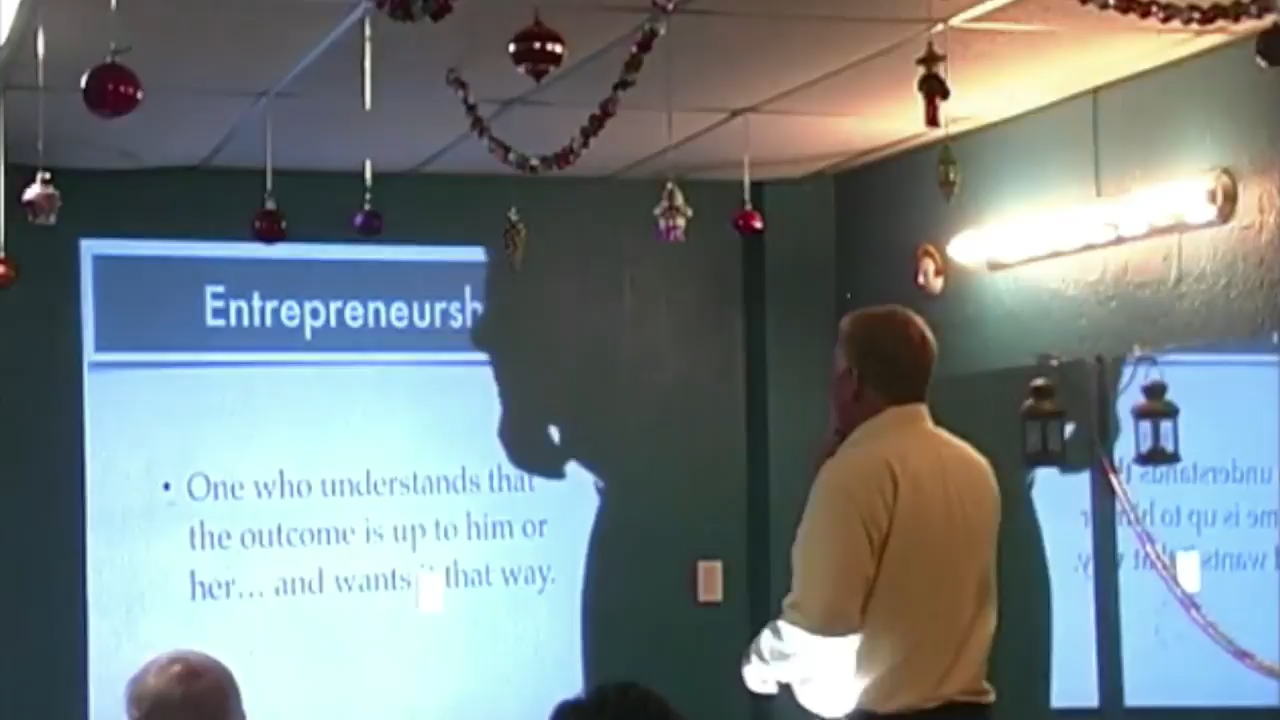 Entrepreneursh
• One who understands that
the outcome is up to him or
her... and wants that way.